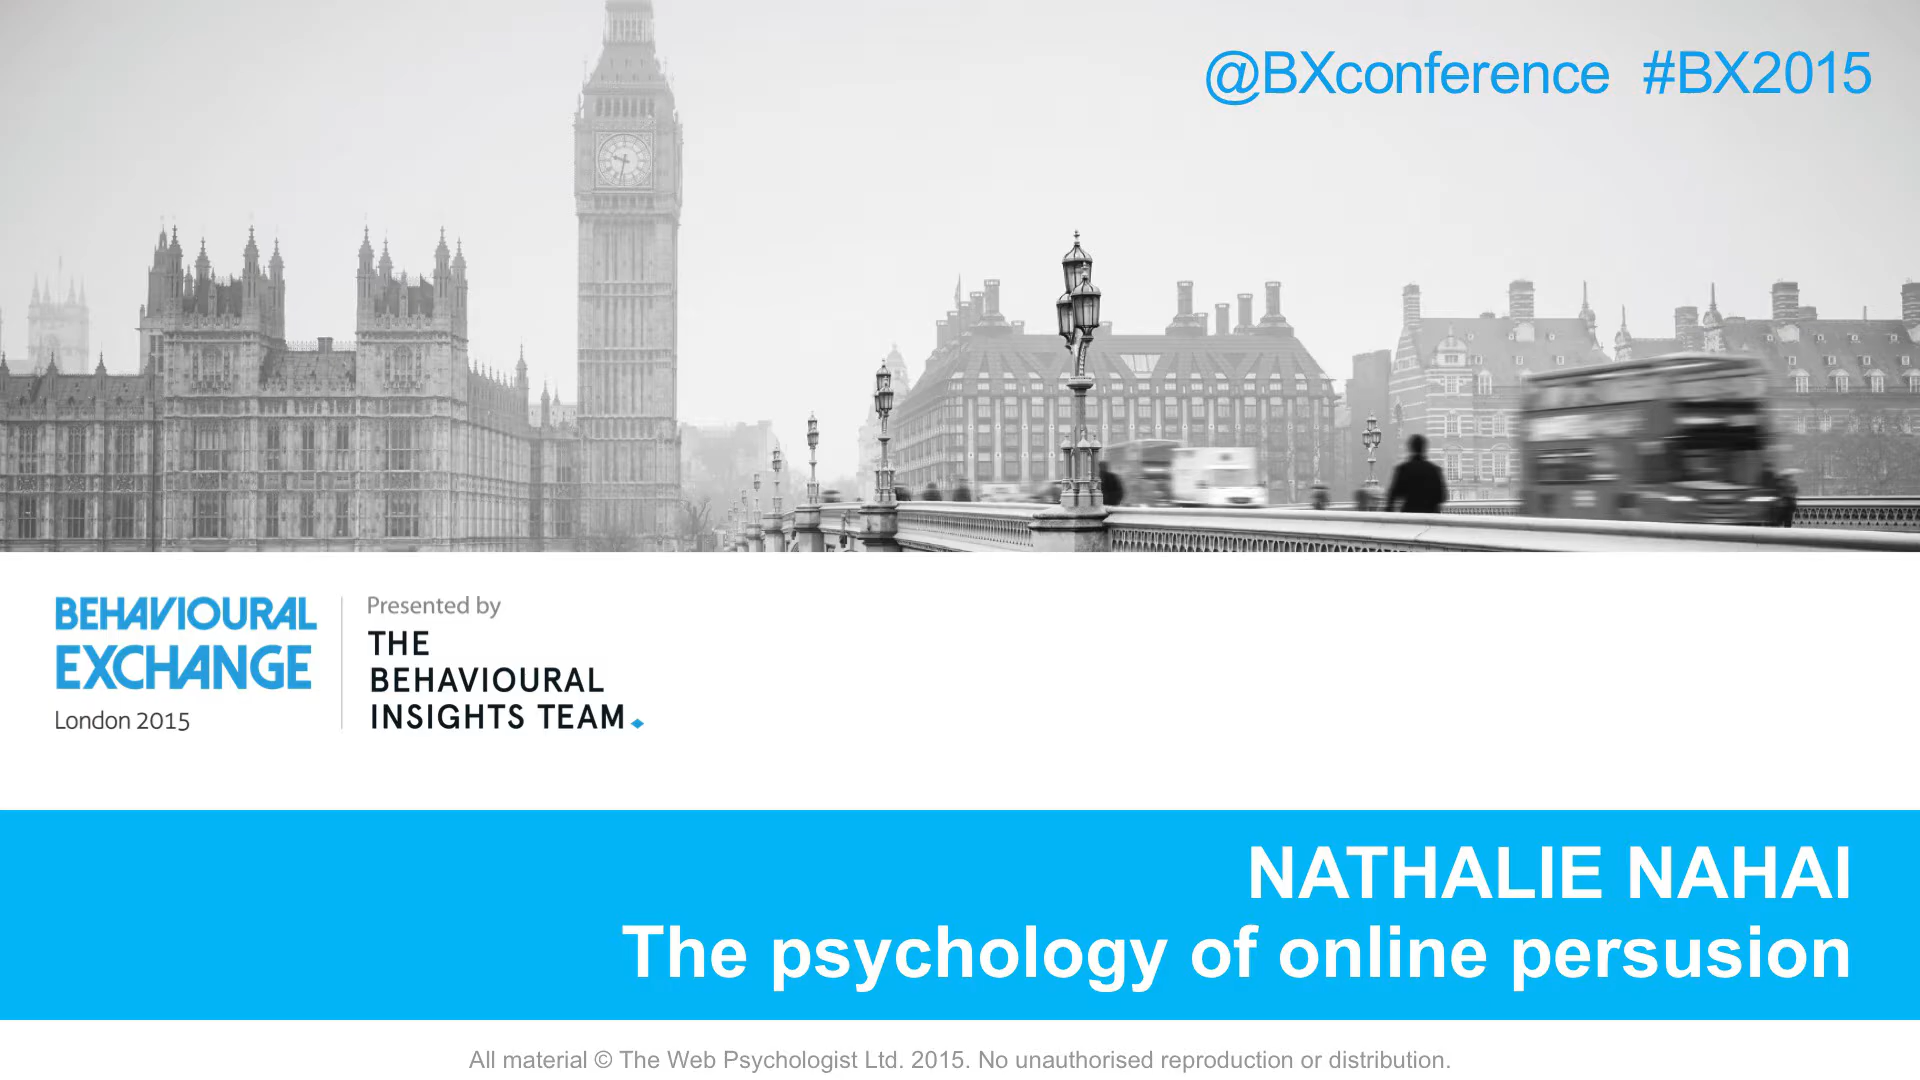 @BXconference #BX2015
BEHAVIOURAL
EXCHANGE
London 2015
Presented by
THE
BEHAVIOURAL
INSIGHTS TEAM
NATHALIE NAHAI
The psychology of online persusion
All material © The Web Psychologist Ltd. 2015. No unauthorised reproduction or distribution.